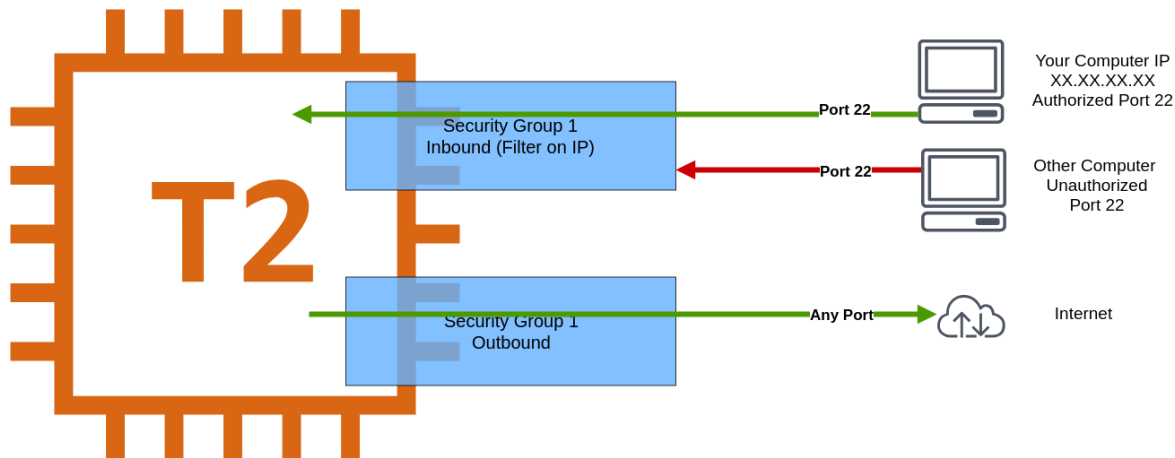 T2
Security Group 1
Inbound (Filter on IP)
Port 22
Your Computer IP
XX.XX.XX.XX
Authorized Port 22
Port 22
Other Computer
Unauthorized
Port 22
Security Group 1
Outbound
Any Port
Internet